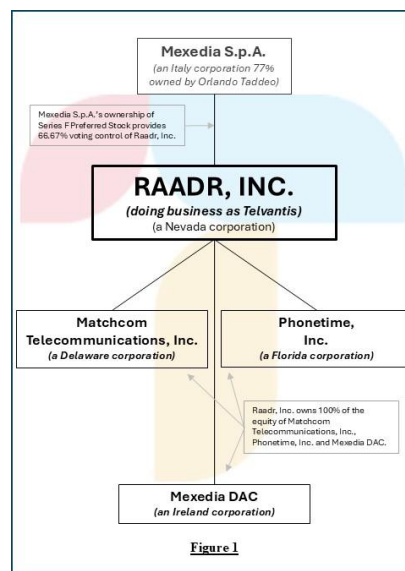 Mexedia S.p.A.
(an Italy corporation 77%
owned by Orlando Taddeo)
Mexedia S.p.A.'s ownership of
Series F Preferred Stock provides
66.67% voting control of Raadr, Inc.
RAADR, INC.
(doing business as Telvantis)
(a Nevada corporation)
Matchcom
Telecommunications, Inc.
(a Delaware corporation)
Phonetime,
Inc.
(a Florida corporation)
Raadr, Inc. owns 100% of the
equity of Matchcom
Telecommunications, Inc.,
Phonetime, Inc. and Mexedia DAC.
Mexedia DAC
(an Ireland corporation)
Figure 1